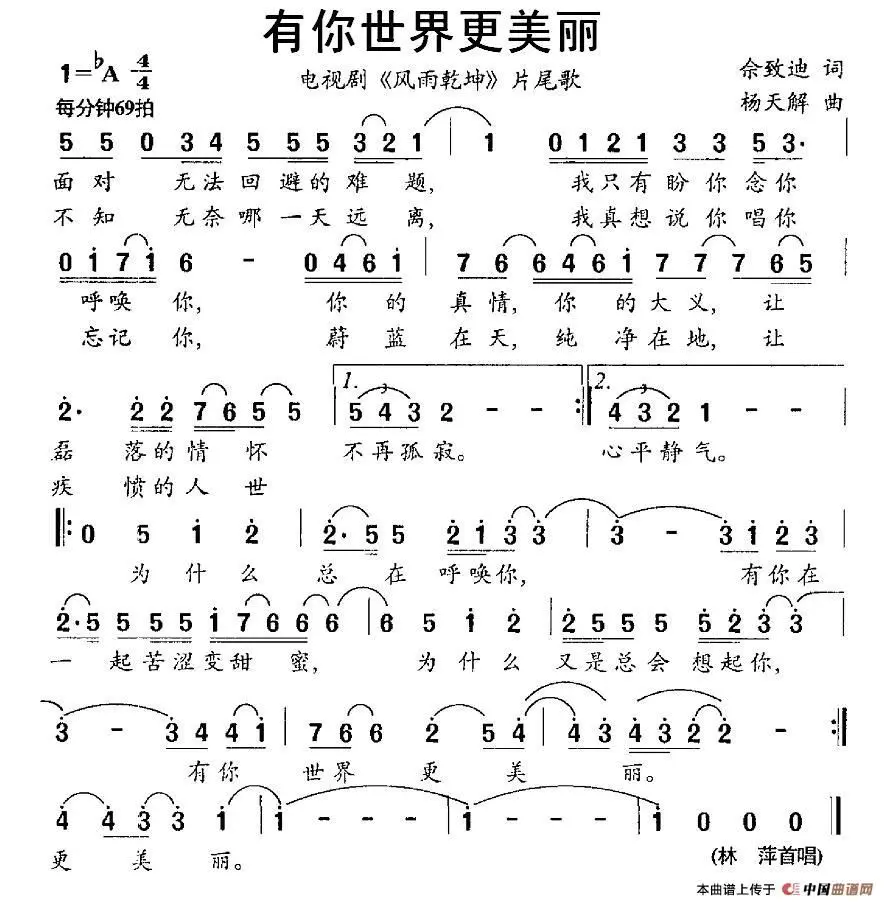 有你世界更美丽
1=♭A 4/4
电视剧《风雨乾坤》片尾歌
佘致迪 词
每分钟69拍
杨天解 曲
5 5 0 3 4 5 5 5 3 2 1 | 1 0 1 2 1 3 3 5 3· |
面对 无法回避的难题, 我只有盼你念你
不知 无奈哪一天远离, 我真想说你唱你
0 1 7 1 6 - 0 4 6 1 | 7 6 6 4 6 1 7 7 7 6 5 |
呼唤你, 你的真情,你的大义,让
忘记你, 蔚蓝在天,纯净在地,让
2· 2 2 7 6 5 5 | 1. 5 4 3 2 - - :| 2. 4 3 2 1 - - |
磊落的情怀 不再孤寂。 心平静气。
疾愤的人世
|: 0 5 1 2 | 2· 5 5 2 1 3 3 | 3 - 3 1 2 3 |
为什么 总在呼唤你, 有你在
2· 5 5 5 5 1 7 6 6 6 | 6 5 1 2 | 2 5 5 5 5 2 3 3 |
一起苦涩变甜蜜, 为什么又是总会想起你,
3 - 3 4 4 1 | 7 6 6 2 5 4 | 4 3 4 3 2 2 - :|
有你 世界更美丽。
4 4 3 3 1 | 1 - - - | 1 - - - | 1 0 0 0 ‖
更美丽。
(林 萍首唱)
本曲谱上传于 中国曲谱网